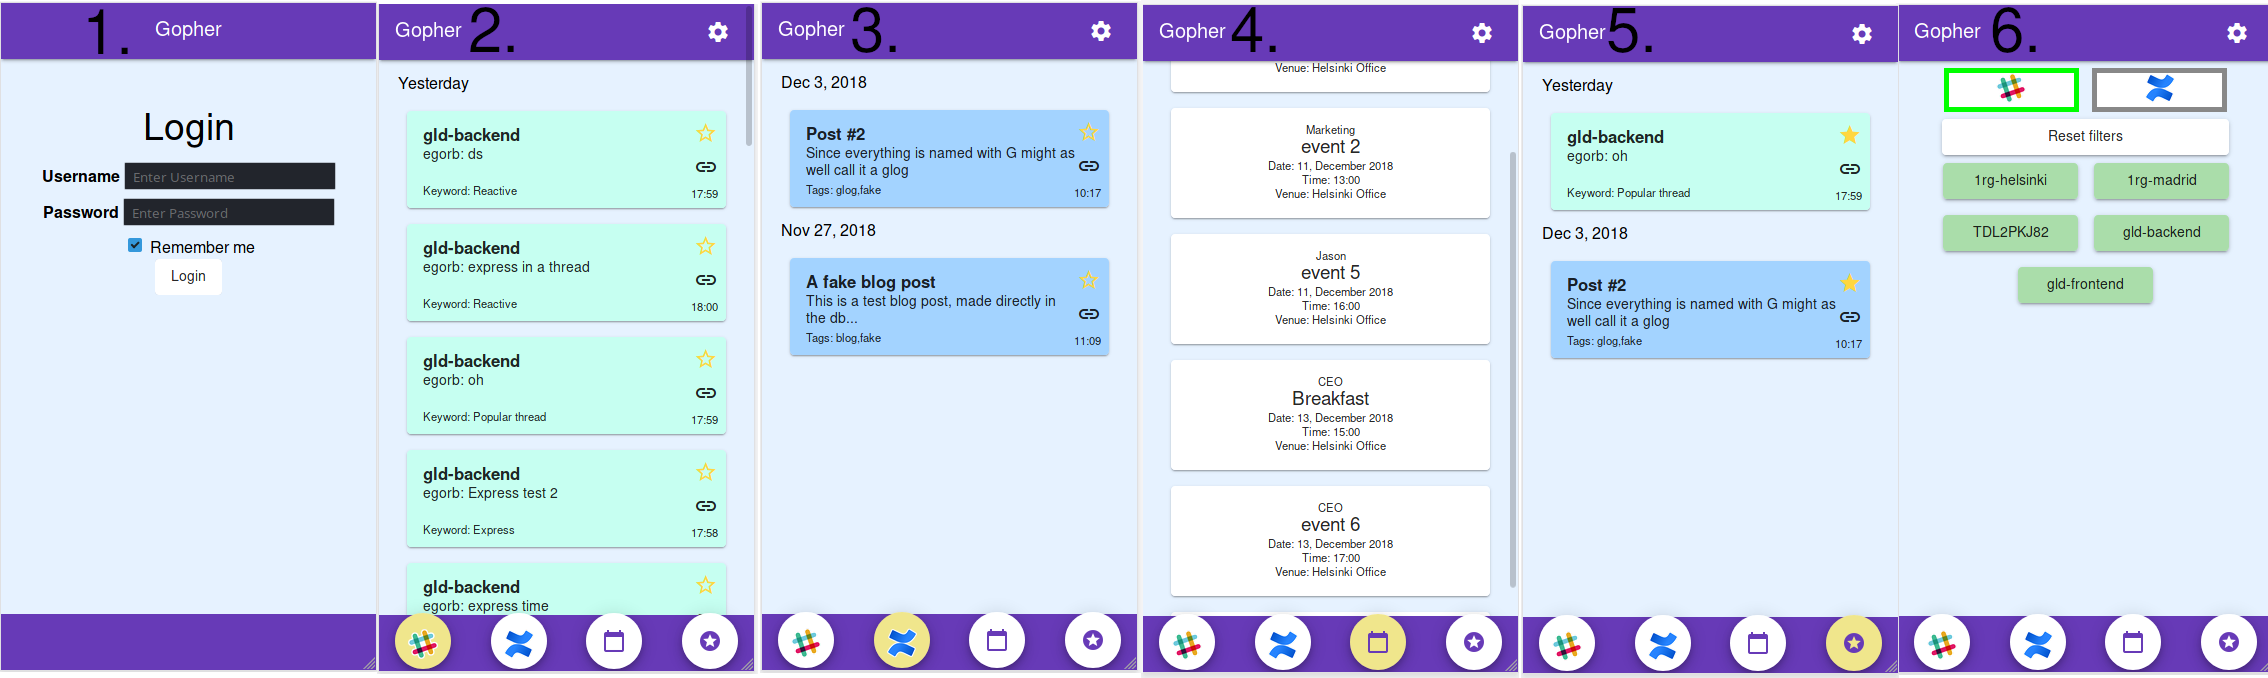 1.
Gopher
Login
Username
Enter Username
Password
Enter Password
Remember me
Login
Gopher
2.
Yesterday
gld-backend
egorb: ds
Keyword: Reactive
17:59
gld-backend
egorb: express in a thread
Keyword: Reactive
18:00
gld-backend
egorb: oh
Keyword: Popular thread
17:59
gld-backend
egorb: Express test 2
Keyword: Express
17:58
gld-backend
egorb: express time
Gopher
3.
Dec 3, 2018
Post #2
Since everything is named with G might as
well call it a glog
Tags: glog,fake
10:17
Nov 27, 2018
A fake blog post
This is a test blog post, made directly in
the db...
Tags: blog,fake
11:09
Gopher
4.
Venue: Helsinki Office
Marketing
event 2
Date: 11, December 2018
Time: 13:00
Venue: Helsinki Office
Jason
event 5
Date: 11, December 2018
Time: 16:00
Venue: Helsinki Office
CEO
Breakfast
Date: 13, December 2018
Time: 15:00
Venue: Helsinki Office
CEO
event 6
Date: 13, December 2018
Time: 17:00
Venue: Helsinki Office
Gopher
5.
Yesterday
gld-backend
egorb: oh
Keyword: Popular thread
17:59
Dec 3, 2018
Post #2
Since everything is named with G might as
well call it a glog
Tags: glog,fake
10:17
Gopher
6.
Reset filters
1rg-helsinki
1rg-madrid
TDL2PKJ82
gld-backend
gld-frontend